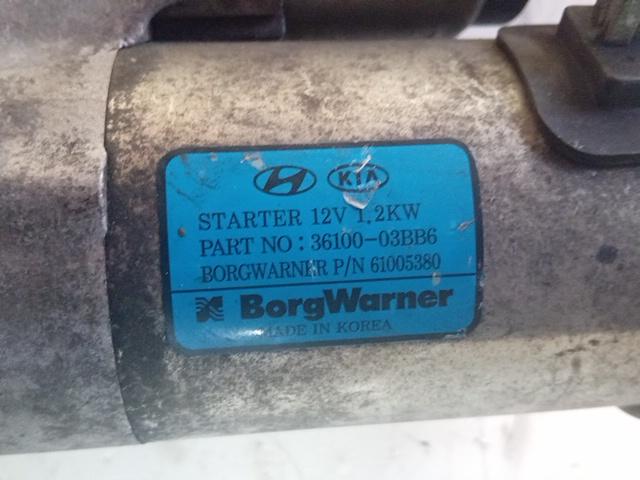 KIA
STARTER 12V 1.2KW
PART NO : 36100-03BB6
BORGWARNER P/N 61005380
BorgWarner
MADE IN KOREA